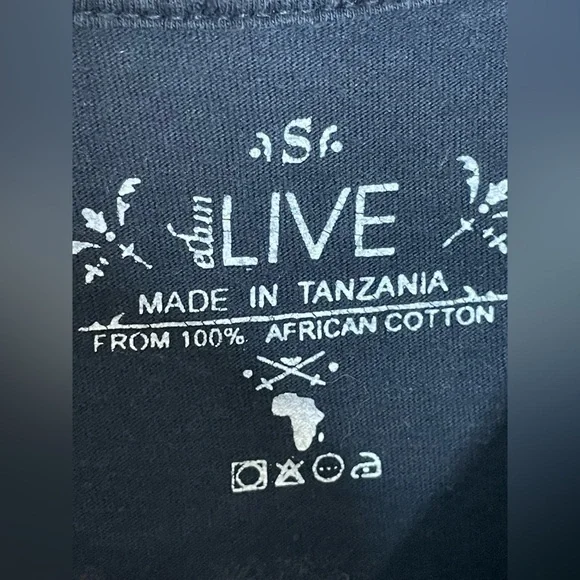 S
edun LIVE
MADE IN TANZANIA
FROM 100% AFRICAN COTTON